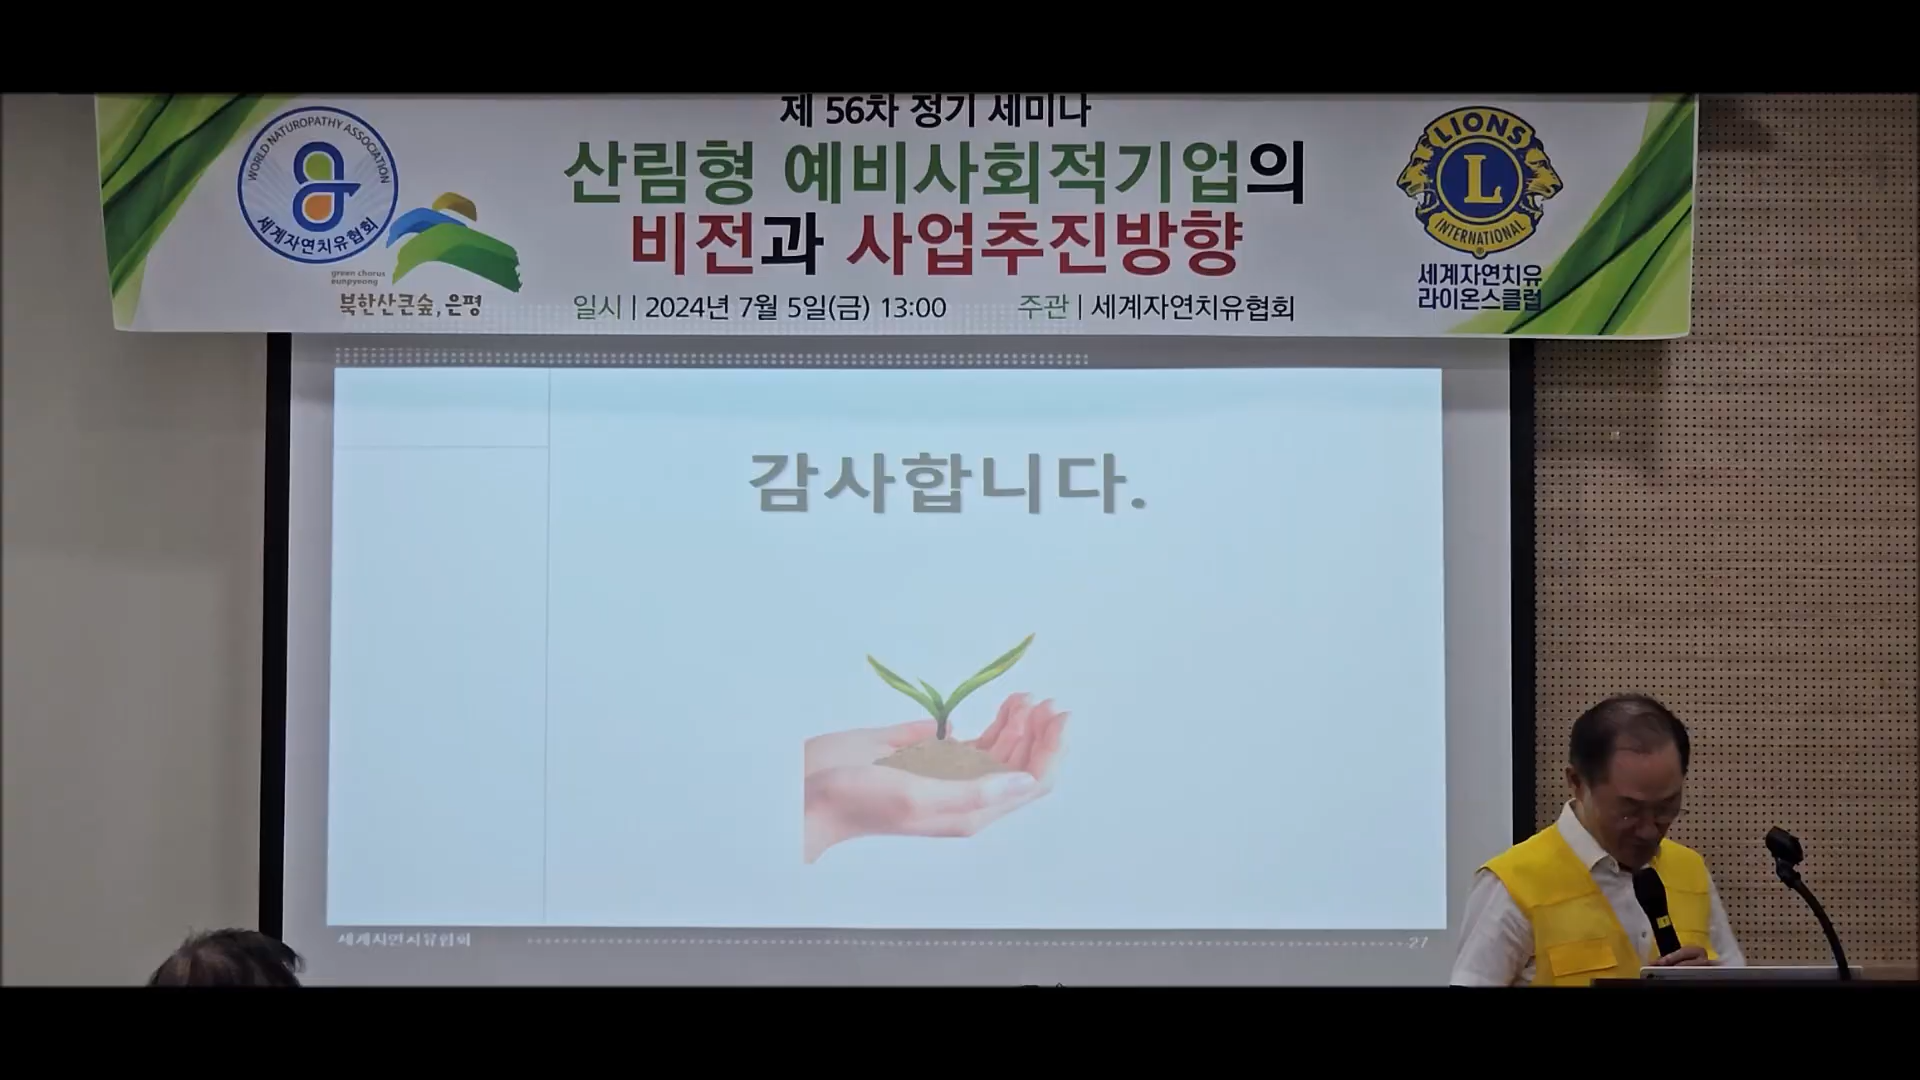 제 56차 정기 세미나
산림형 예비사회적기업의
비전과 사업추진방향
일시 | 2024년 7월 5일(금) 13:00 주관 | 세계자연치유협회
WORLD NATUROPATHY ASSOCIATION
세계자연치유협회
green chorus
eunpyeong
북한산큰숲, 은평
LIONS
L
INTERNATIONAL
세계자연치유
라이온스클럽
감사합니다.
세계자연치유협회
27